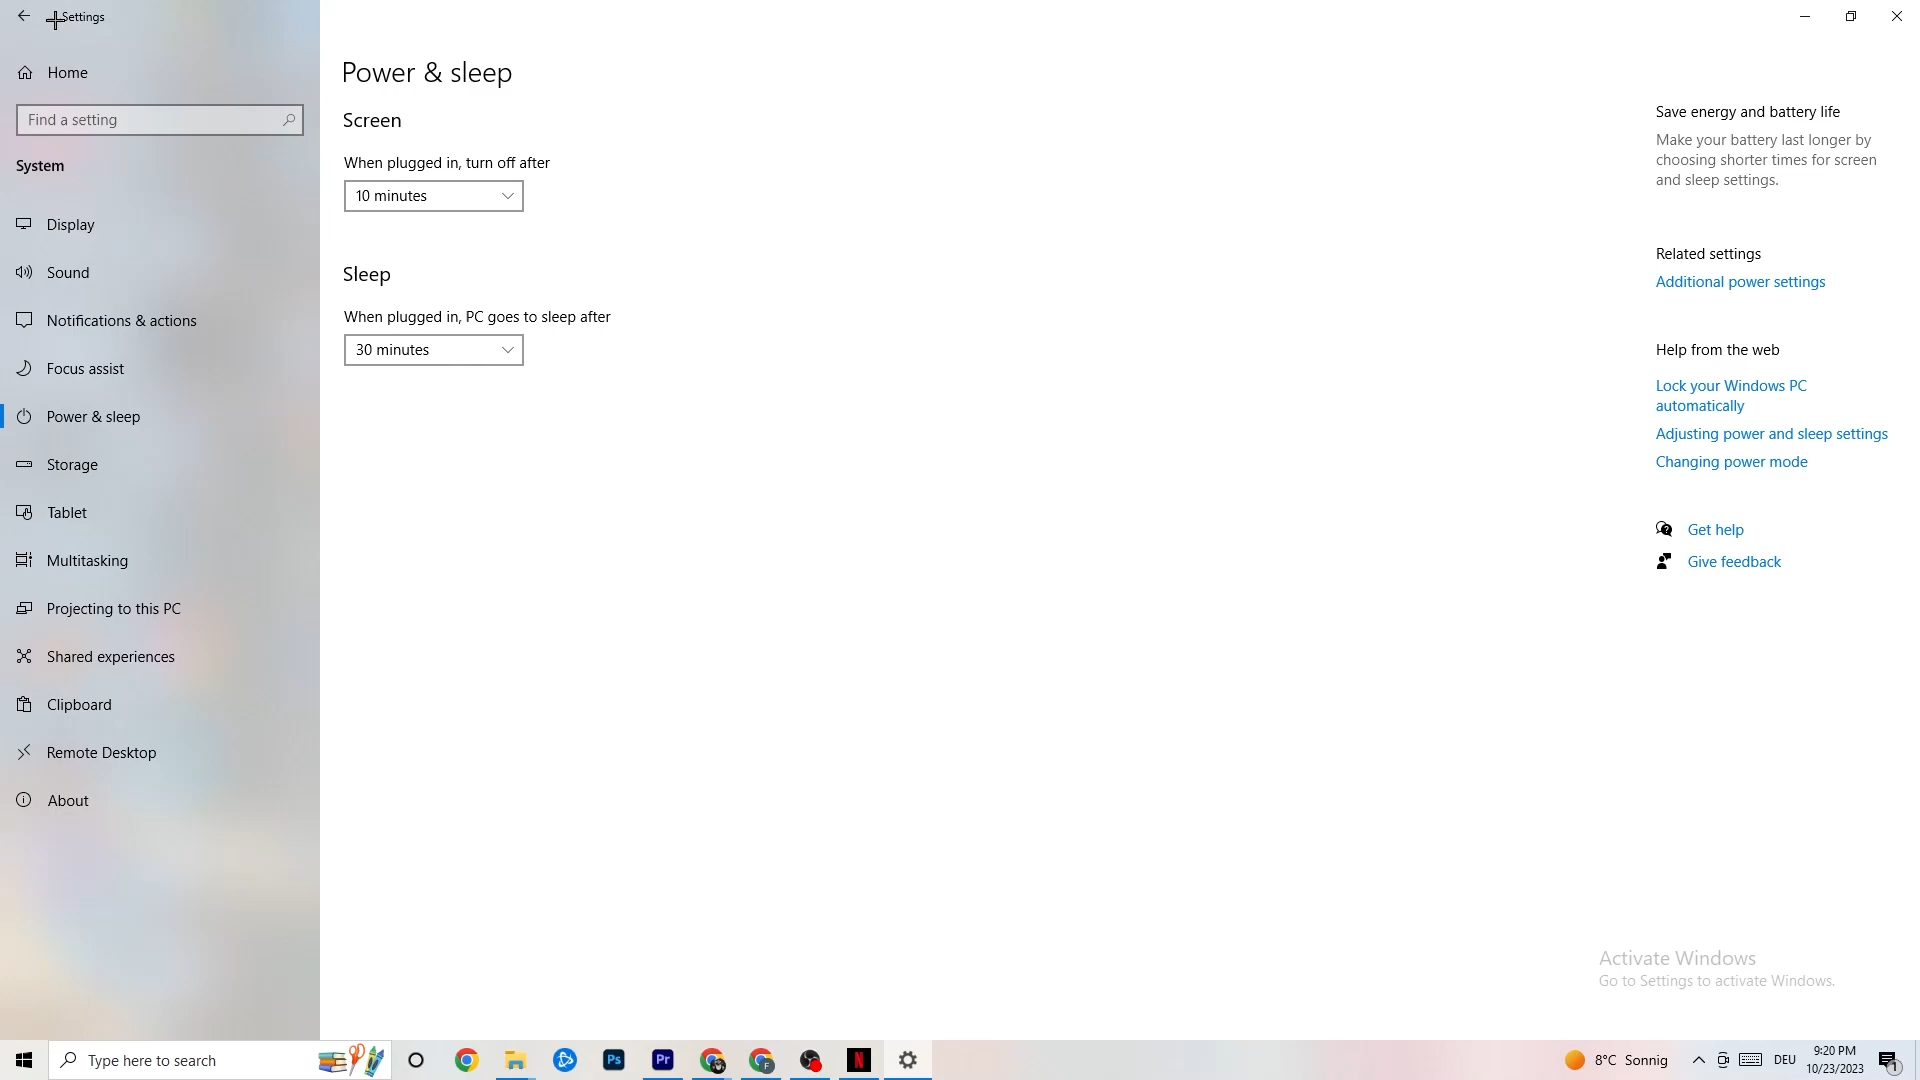 Settings
Home
Find a setting
System
Display
Sound
Notifications & actions
Focus assist
Power & sleep
Storage
Tablet
Multitasking
Projecting to this PC
Shared experiences
Clipboard
Remote Desktop
About
Power & sleep
Screen
When plugged in, turn off after
10 minutes
Sleep
When plugged in, PC goes to sleep after
30 minutes
Save energy and battery life
Make your battery last longer by
choosing shorter times for screen
and sleep settings.
Related settings
Additional power settings
Help from the web
Lock your Windows PC
automatically
Adjusting power and sleep settings
Changing power mode
Get help
Give feedback
Activate Windows
Go to Settings to activate Windows.
Type here to search
Ps
Pr
F
N
8°C Sonnig
DEU
9:20 PM
10/23/2023
1